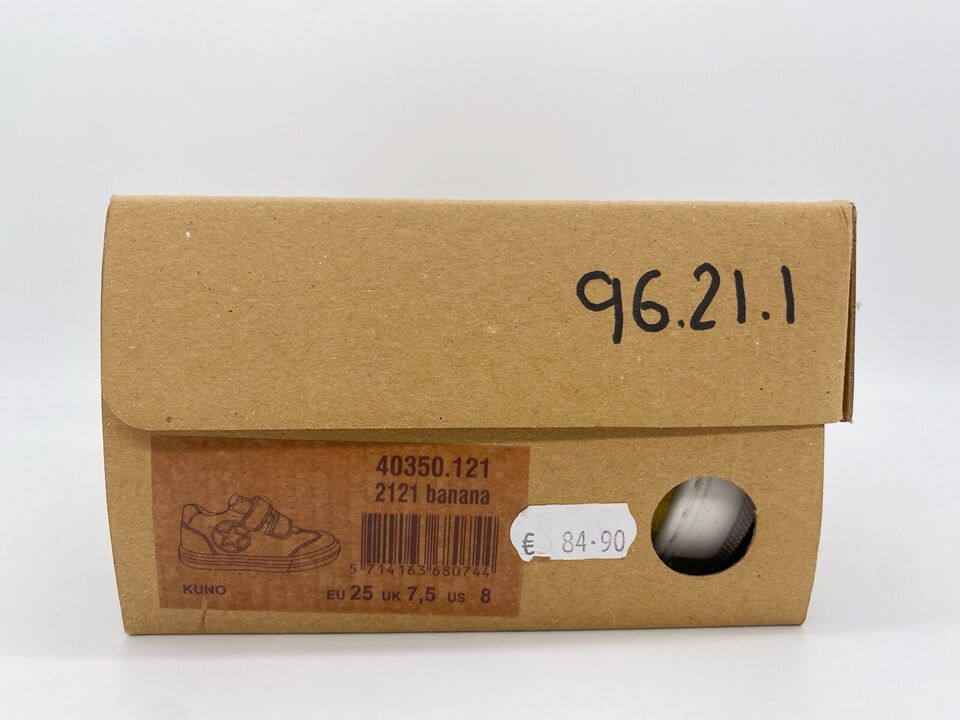 96.21.1
40350.121
2121 banana
5 714163 680744
KUNO
EU 25 UK 7,5 US 8
€ 84.90